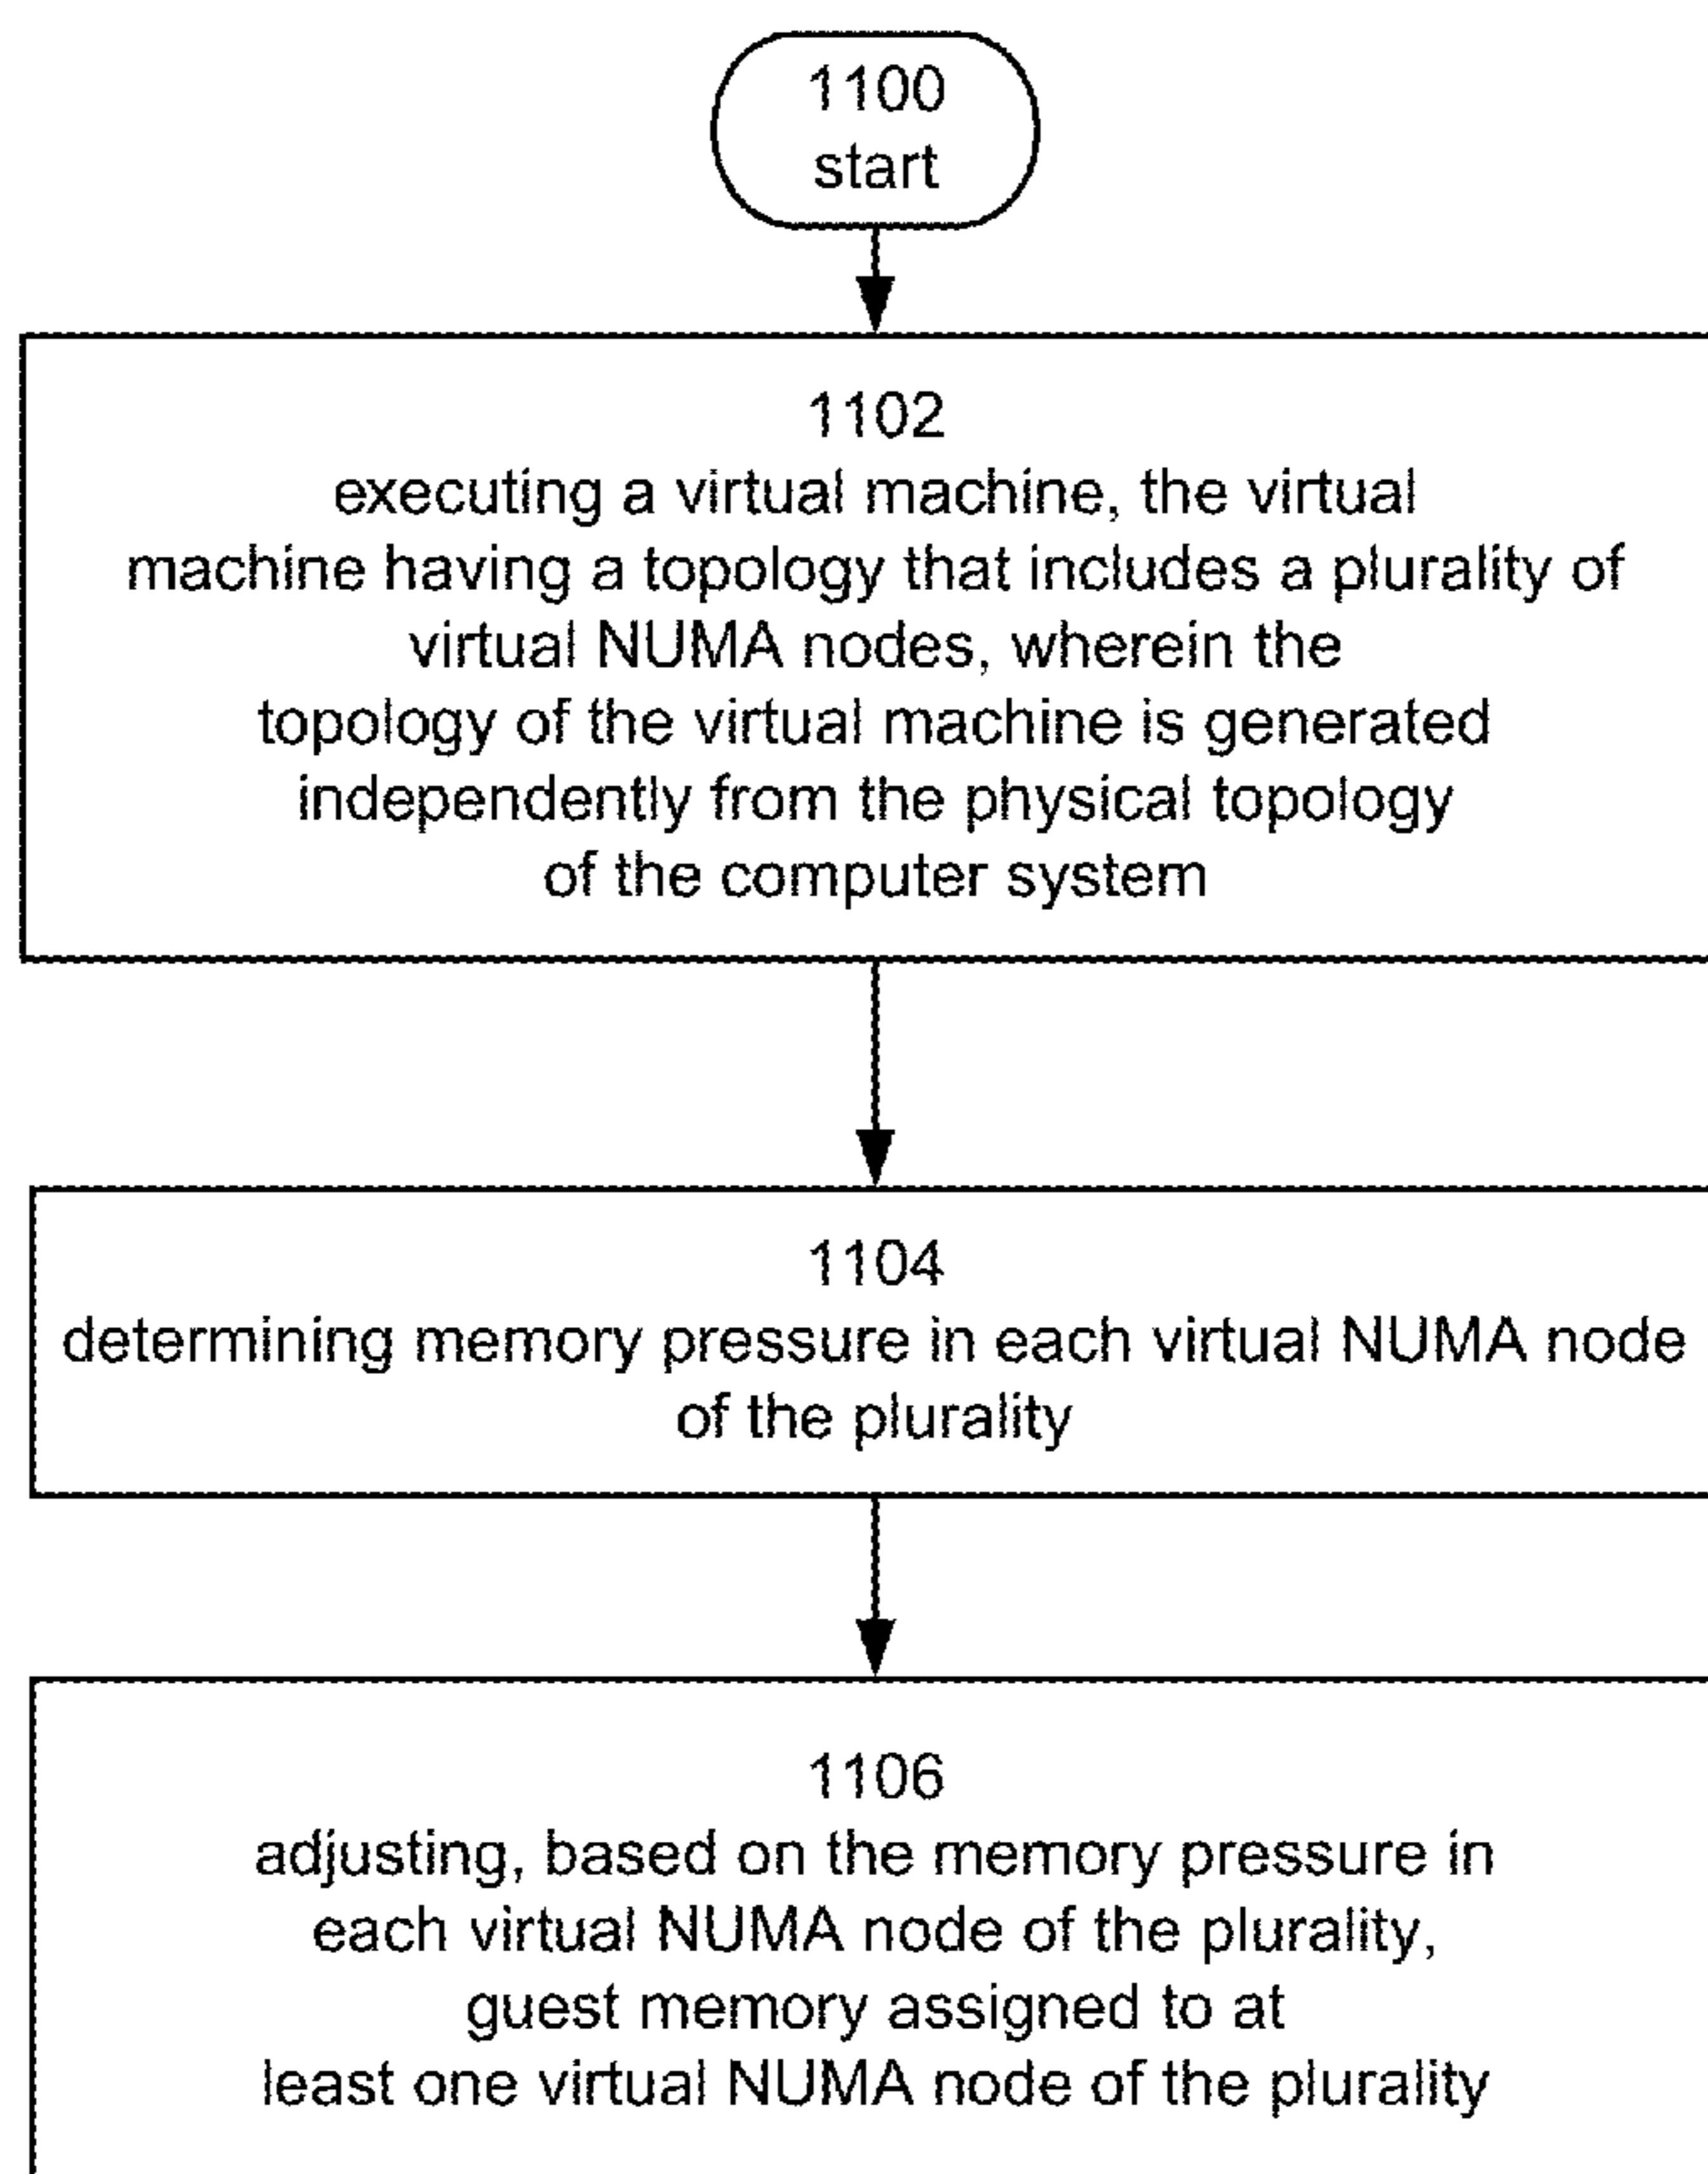 1100
start
1102
executing a virtual machine, the virtual
machine having a topology that includes a plurality of
virtual NUMA nodes, wherein the
topology of the virtual machine is generated
independently from the physical topology
of the computer system
1104
determining memory pressure in each virtual NUMA node
of the plurality
1106
adjusting, based on the memory pressure in
each virtual NUMA node of the plurality,
guest memory assigned to at
least one virtual NUMA node of the plurality